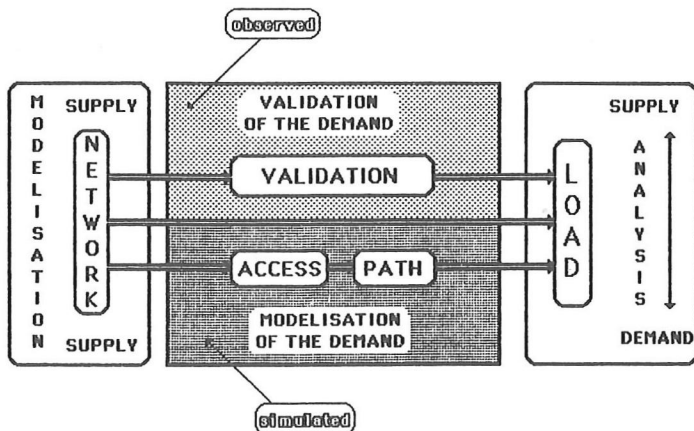 observed
MODELISATION
SUPPLY
NETWORK
SUPPLY
VALIDATION
OF THE DEMAND
VALIDATION
ACCESS
PATH
MODELISATION
OF THE DEMAND
SUPPLY
LOAD
ANALYSIS
DEMAND
simulated